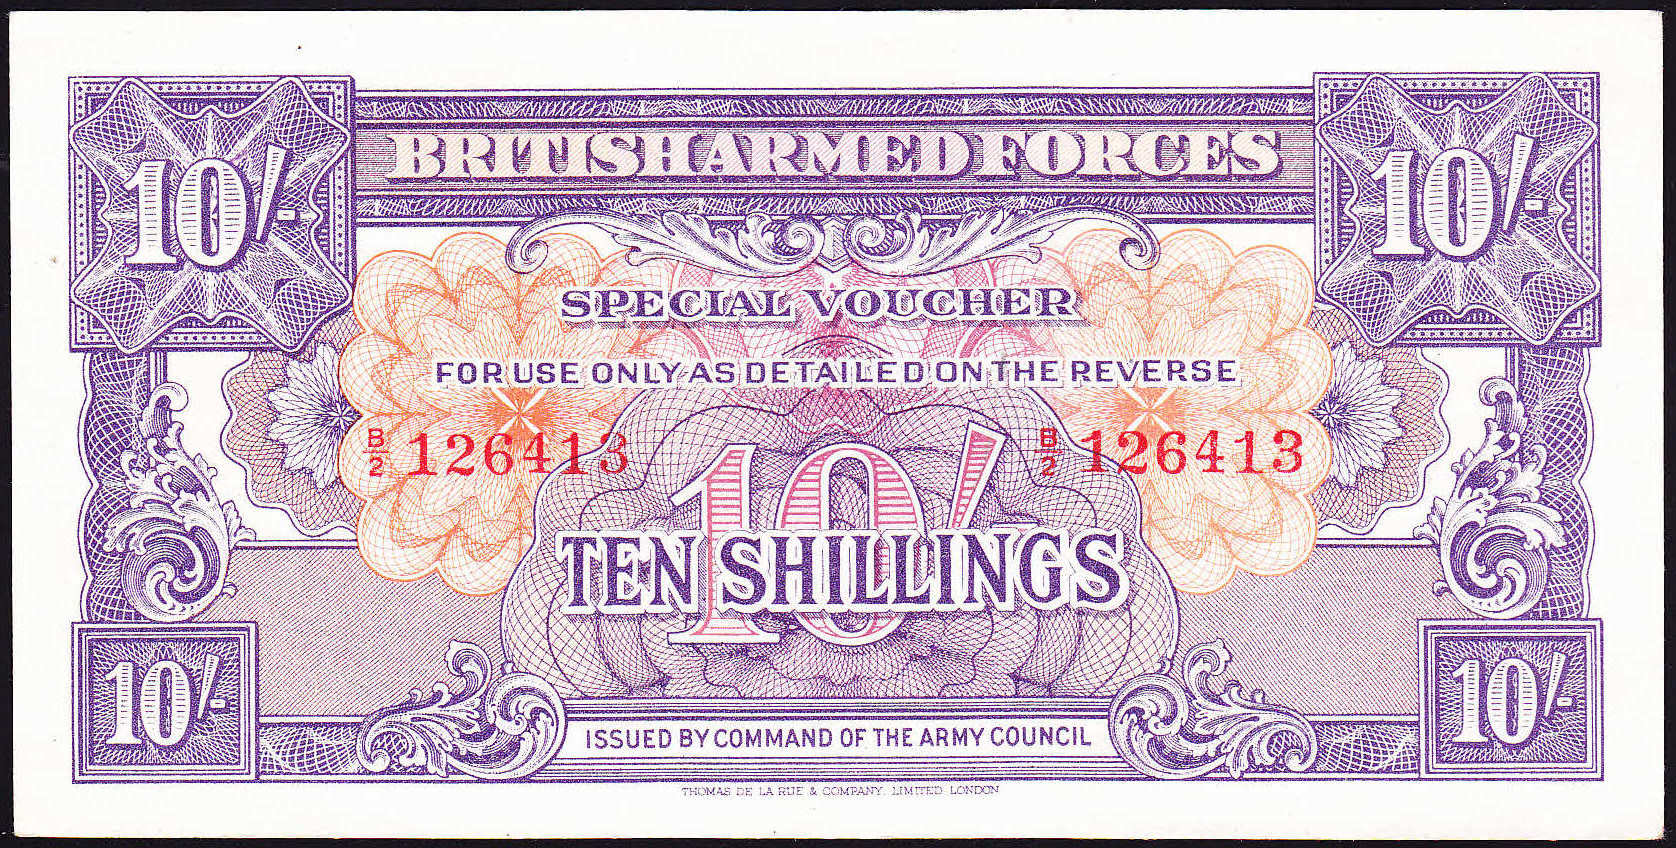 10/-
10/-
BRITISH ARMED FORCES
SPECIAL VOUCHER
FOR USE ONLY AS DETAILED ON THE REVERSE
B/2 126413
B/2 126413
10/
TEN SHILLINGS
10/-
10/-
ISSUED BY COMMAND OF THE ARMY COUNCIL
THOMAS DE LA RUE & COMPANY, LIMITED, LONDON